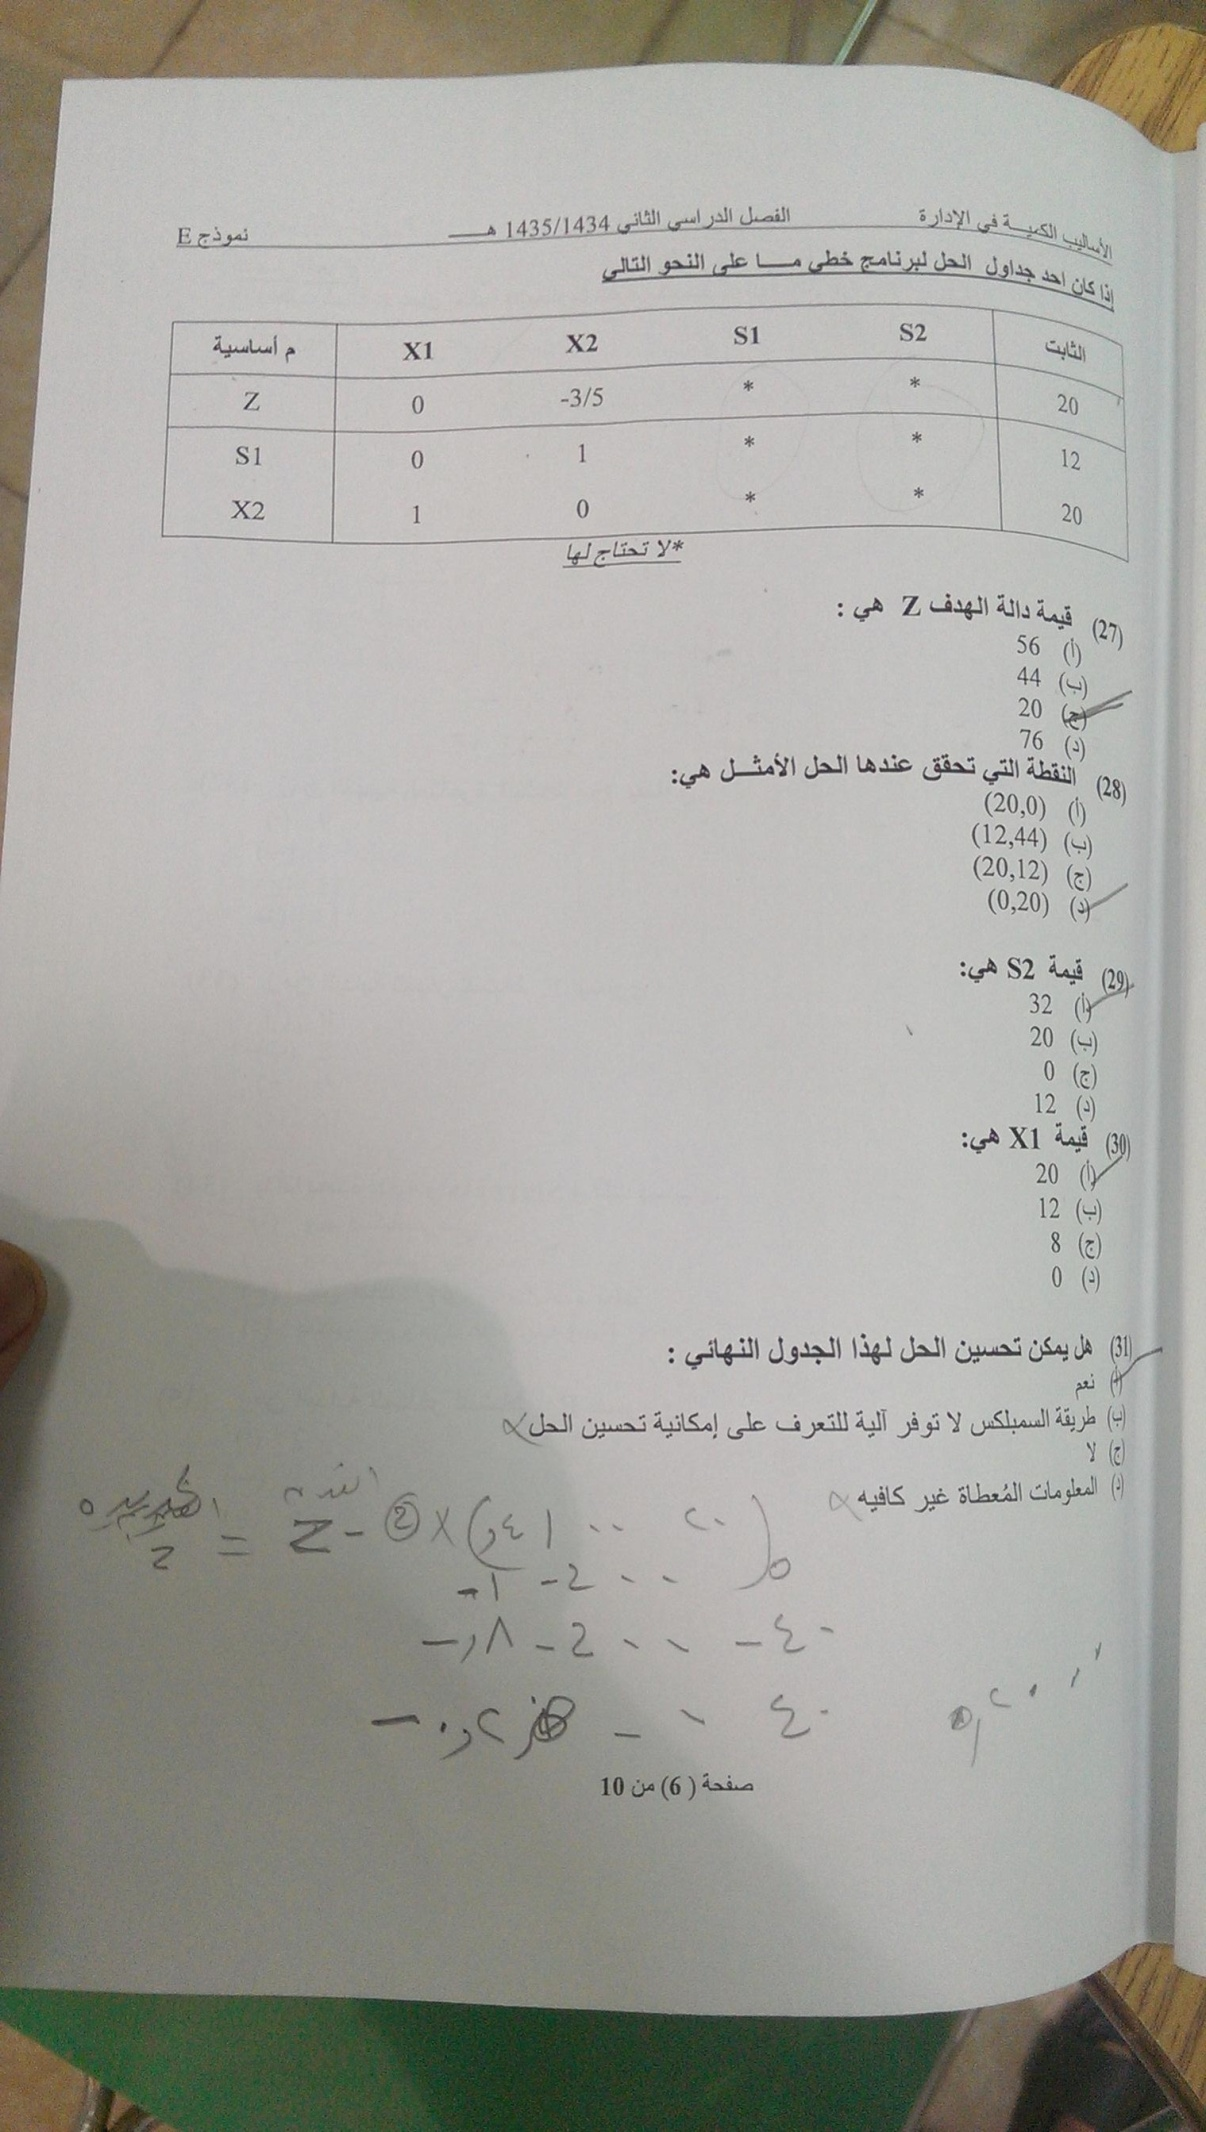 الأساليب الكمية في الإدارة الفصل الدراسي الثاني 1435/1434 هـ نموذج E
إذا كان احد جداول الحل لبرنامج خطي ما على النحو التالي
م أساسية X1 X2 S1 S2 الثابت
Z 0 -3/5 * * 20
S1 0 1 * * 12
X2 1 0 * * 20
*لا تحتاج لها
(27) قيمة دالة الهدف Z هي :
(أ) 56
(ب) 44
(ج) 20
(د) 76
(28) النقطة التي تحقق عندها الحل الأمثل هي:
(أ) (20,0)
(ب) (12,44)
(ج) (20,12)
(د) (0,20)
(29) قيمة S2 هي:
(أ) 32
(ب) 20
(ج) 0
(د) 12
(30) قيمة X1 هي:
(أ) 20
(ب) 12
(ج) 8
(د) 0
(31) هل يمكن تحسين الحل لهذا الجدول النهائي :
(أ) نعم
(ب) طريقة السمبلكس لا توفر آلية للتعرف على إمكانية تحسين الحل
(ج) لا
(د) المعلومات المُعطاة غير كافيه
صفحة ( 6) من 10